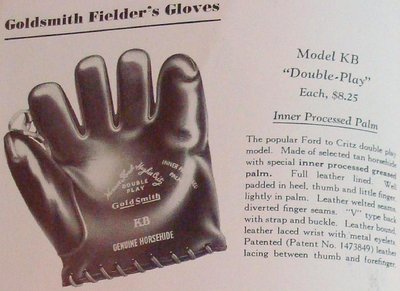 Goldsmith Fielder's Gloves
Model KB
"Double-Play"
Each, $8.25
Inner Processed Palm
The popular Ford to Critz double play
model. Made of selected tan horsehide
with special inner processed greased
palm. Full leather lined. Well
padded in heel, thumb and little finger,
lightly in palm. Leather welted seams,
diverted finger seams. "V" type back
with strap and buckle. Leather bound,
leather laced wrist with metal eyelets.
Patented (Patent No. 1473849) leather
lacing between thumb and forefinger.
DOUBLE
PLAY
GoldSmith
INNER
PALM
KB
GENUINE HORSEHIDE